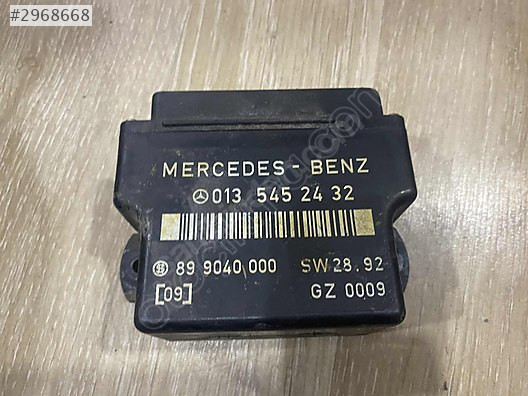 #2968668
MERCEDES - BENZ
013 545 24 32
89 9040 000 SW 28.92
[09] GZ 0009